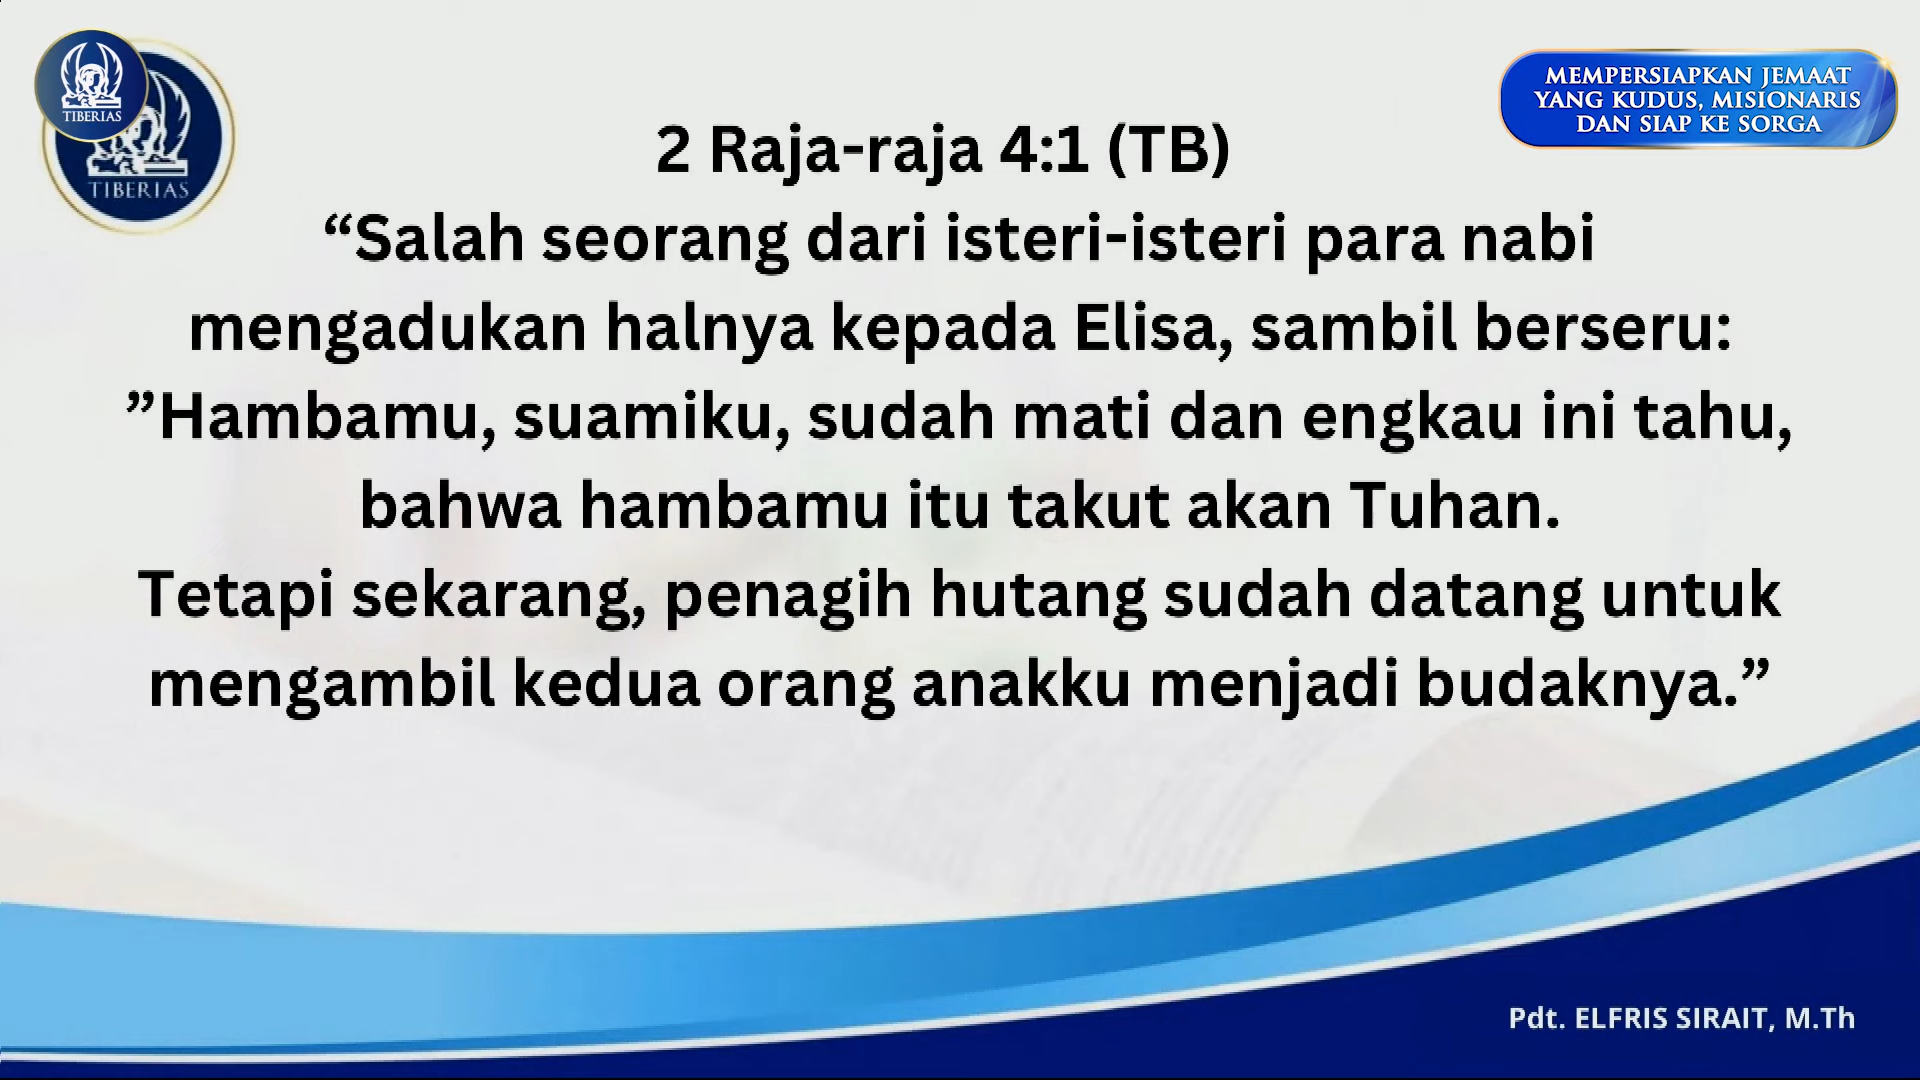 TIBERIAS
TIBERIAS
MEMPERSIAPKAN JEMAAT
YANG KUDUS, MISIONARIS
DAN SIAP KE SORGA
2 Raja-raja 4:1 (TB)
“Salah seorang dari isteri-isteri para nabi
mengadukan halnya kepada Elisa, sambil berseru:
”Hambamu, suamiku, sudah mati dan engkau ini tahu,
bahwa hambamu itu takut akan Tuhan.
Tetapi sekarang, penagih hutang sudah datang untuk
mengambil kedua orang anakku menjadi budaknya.”
Pdt. ELFRIS SIRAIT, M.Th